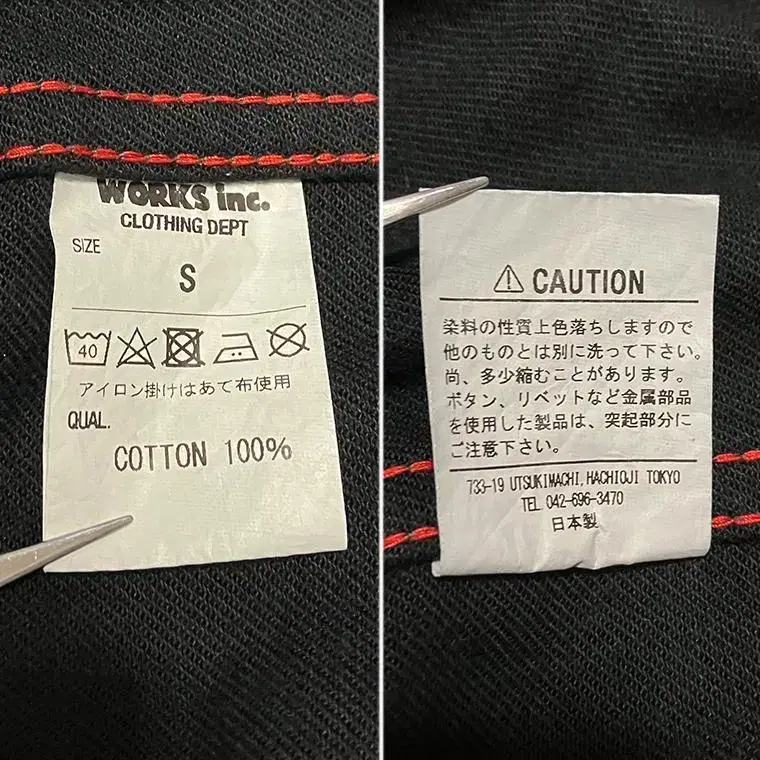 WORKS inc.
CLOTHING DEPT
SIZE
S
40
アイロン掛けはあて布使用
QUAL.
COTTON 100%
CAUTION
染料の性質上色落ちしますので
他のものとは別に洗って下さい。
尚、多少縮むことがあります。
ボタン、リベットなど金属部品
を使用した製品は、突起部分に
ご注意下さい。
733-19 UTSUKIMACHI, HACHIOJI TOKYO
TEL 042-696-3470
日本製